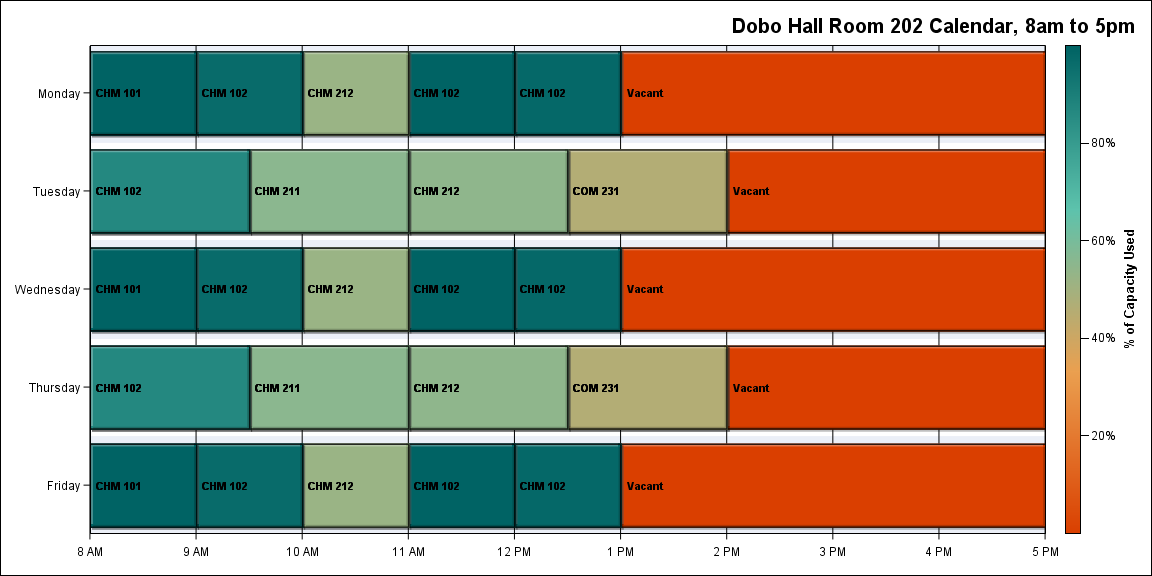 Dobo Hall Room 202 Calendar, 8am to 5pm
Monday CHM 101 CHM 102 CHM 212 CHM 102 CHM 102 Vacant
Tuesday CHM 102 CHM 211 CHM 212 COM 231 Vacant
Wednesday CHM 101 CHM 102 CHM 212 CHM 102 CHM 102 Vacant
Thursday CHM 102 CHM 211 CHM 212 COM 231 Vacant
Friday CHM 101 CHM 102 CHM 212 CHM 102 CHM 102 Vacant
8 AM 9 AM 10 AM 11 AM 12 PM 1 PM 2 PM 3 PM 4 PM 5 PM
80%
60%
40%
20%
% of Capacity Used